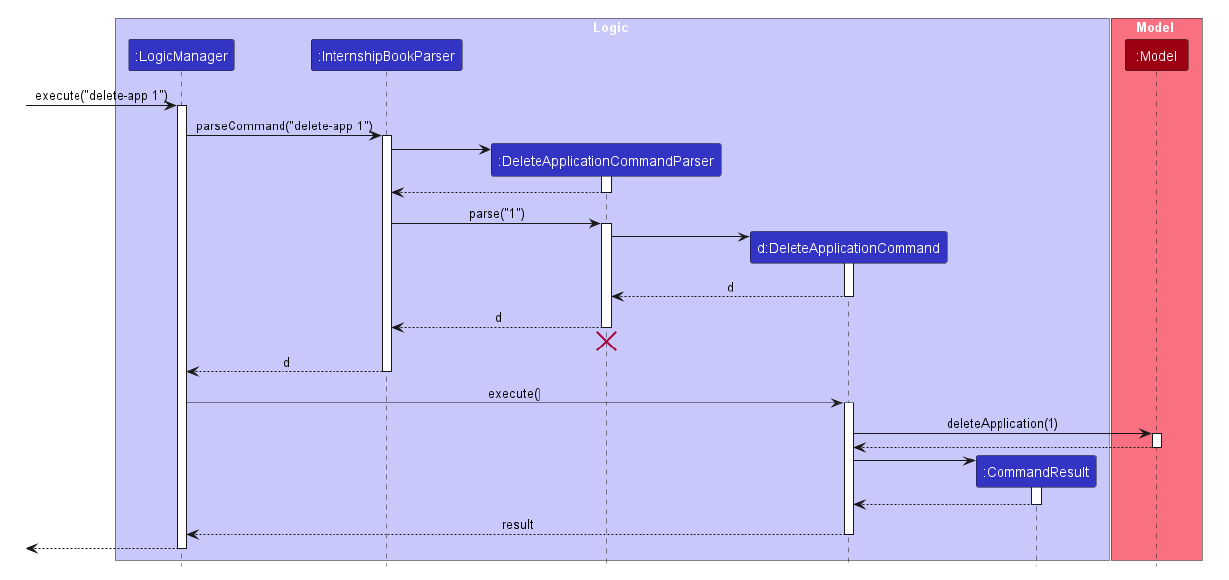 Logic
Model
:LogicManager
:InternshipBookParser
:Model
execute("delete-app 1")
parseCommand("delete-app 1")
:DeleteApplicationCommandParser
parse("1")
d:DeleteApplicationCommand
d
d
d
execute()
deleteApplication(1)
:CommandResult
result